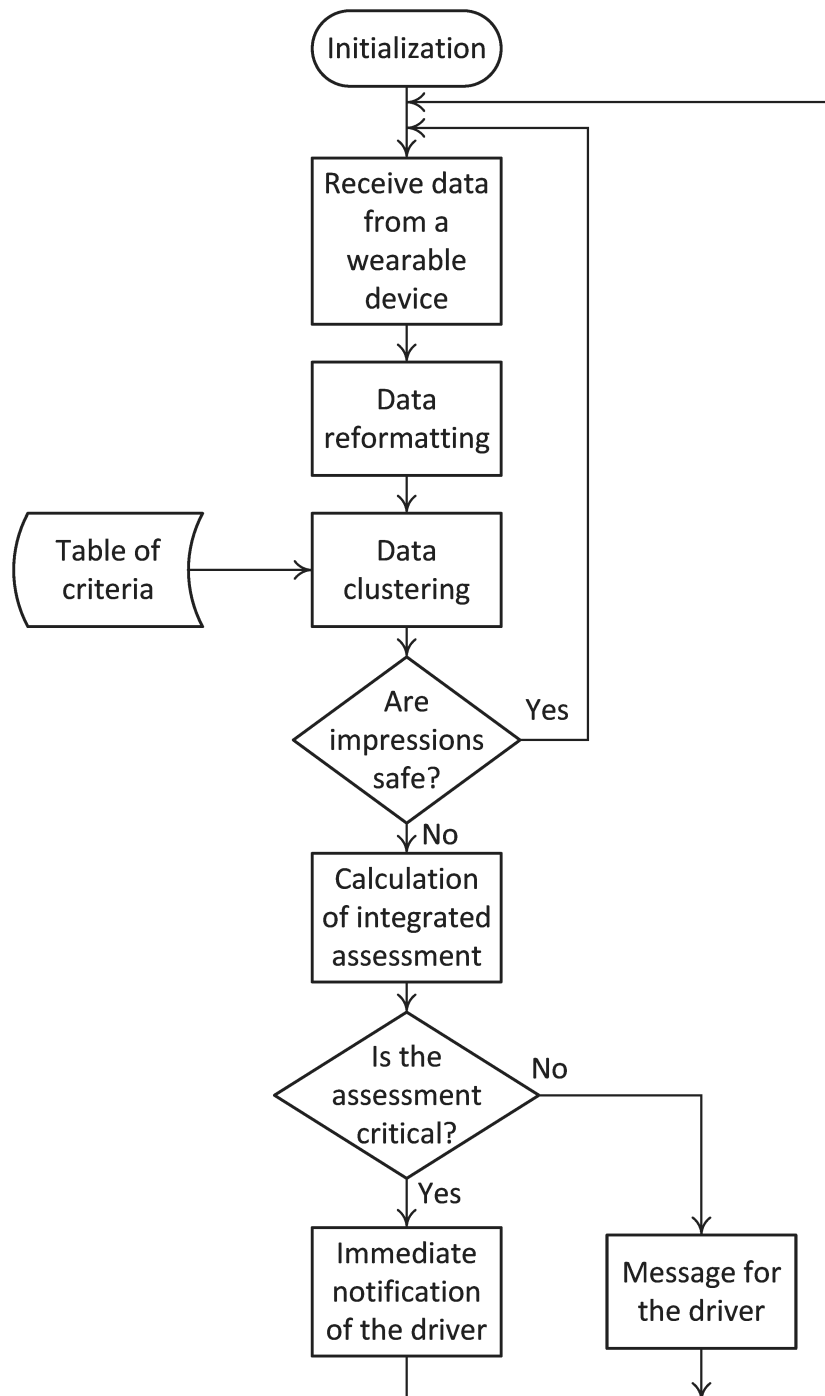 Initialization
Receive data
from a
wearable
device
Data
reformatting
Table of
criteria
Data
clustering
Are
impressions
safe?
Yes
No
Calculation
of integrated
assessment
Is the
assessment
critical?
No
Yes
Immediate
notification
of the driver
Message for
the driver